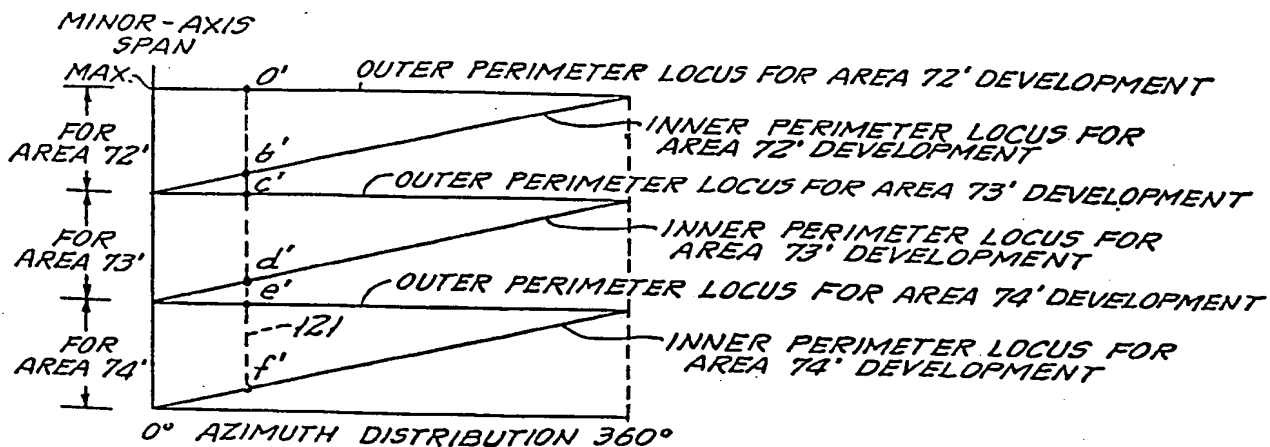 MINOR-AXIS
SPAN
MAX.
O'
OUTER PERIMETER LOCUS FOR AREA 72' DEVELOPMENT
FOR
AREA 72'
INNER PERIMETER LOCUS FOR
AREA 72' DEVELOPMENT
b'
c'
OUTER PERIMETER LOCUS FOR AREA 73' DEVELOPMENT
FOR
AREA 73'
INNER PERIMETER LOCUS FOR
AREA 73' DEVELOPMENT
d'
e'
OUTER PERIMETER LOCUS FOR AREA 74' DEVELOPMENT
121
FOR
AREA 74'
INNER PERIMETER LOCUS FOR
AREA 74' DEVELOPMENT
f'
0° AZIMUTH DISTRIBUTION 360°